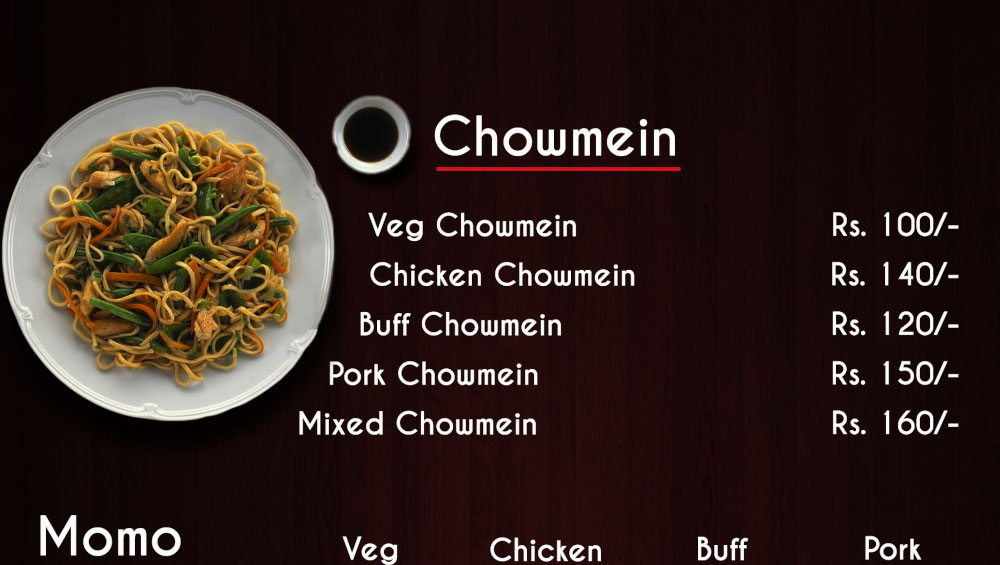 Chowmein
Veg Chowmein Rs. 100/-
Chicken Chowmein Rs. 140/-
Buff Chowmein Rs. 120/-
Pork Chowmein Rs. 150/-
Mixed Chowmein Rs. 160/-
Momo Veg Chicken Buff Pork